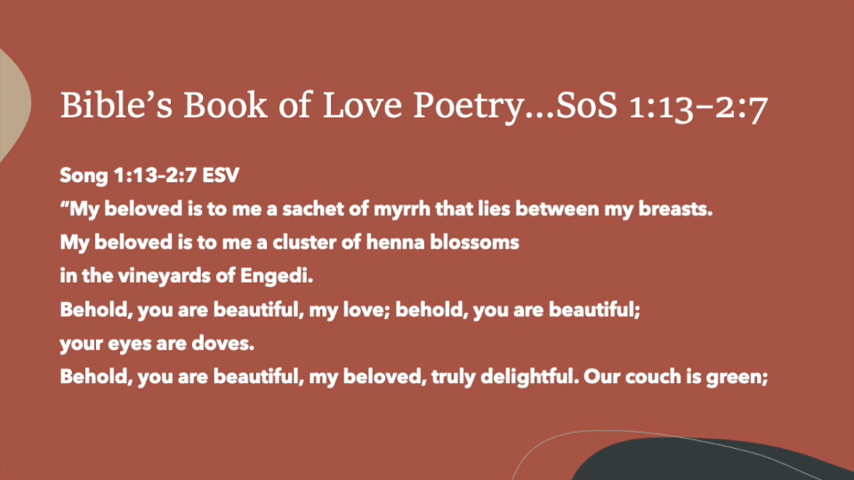 Bible’s Book of Love Poetry...SoS 1:13–2:7
Song 1:13–2:7 ESV
“My beloved is to me a sachet of myrrh that lies between my breasts.
My beloved is to me a cluster of henna blossoms
in the vineyards of Engedi.
Behold, you are beautiful, my love; behold, you are beautiful;
your eyes are doves.
Behold, you are beautiful, my beloved, truly delightful. Our couch is green;